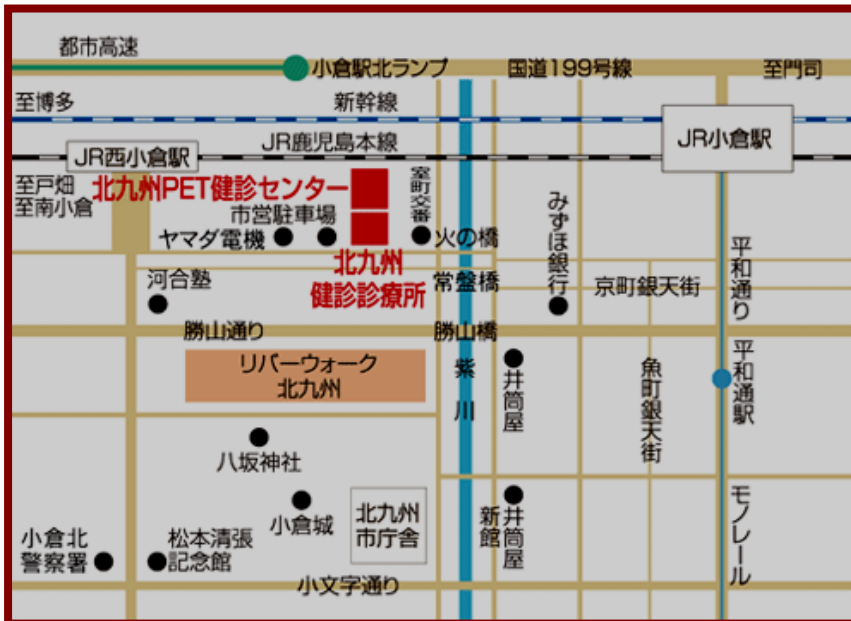 都市高速
小倉駅北ランプ
国道199号線
至門司
至博多
新幹線
JR小倉駅
JR鹿児島本線
JR西小倉駅
至戸畑
至南小倉
北九州PET健診センター
室町交番
市営駐車場
ヤマダ電機
火の橋
みずほ銀行
平和通り
北九州
健診診療所
河合塾
常盤橋
京町銀天街
勝山通り
勝山橋
リバーウォーク
北九州
紫川
井筒屋
魚町銀天街
平和通駅
八坂神社
小倉城
北九州
市庁舎
井筒屋
新館
モノレール
小倉北
警察署
松本清張
記念館
小文字通り